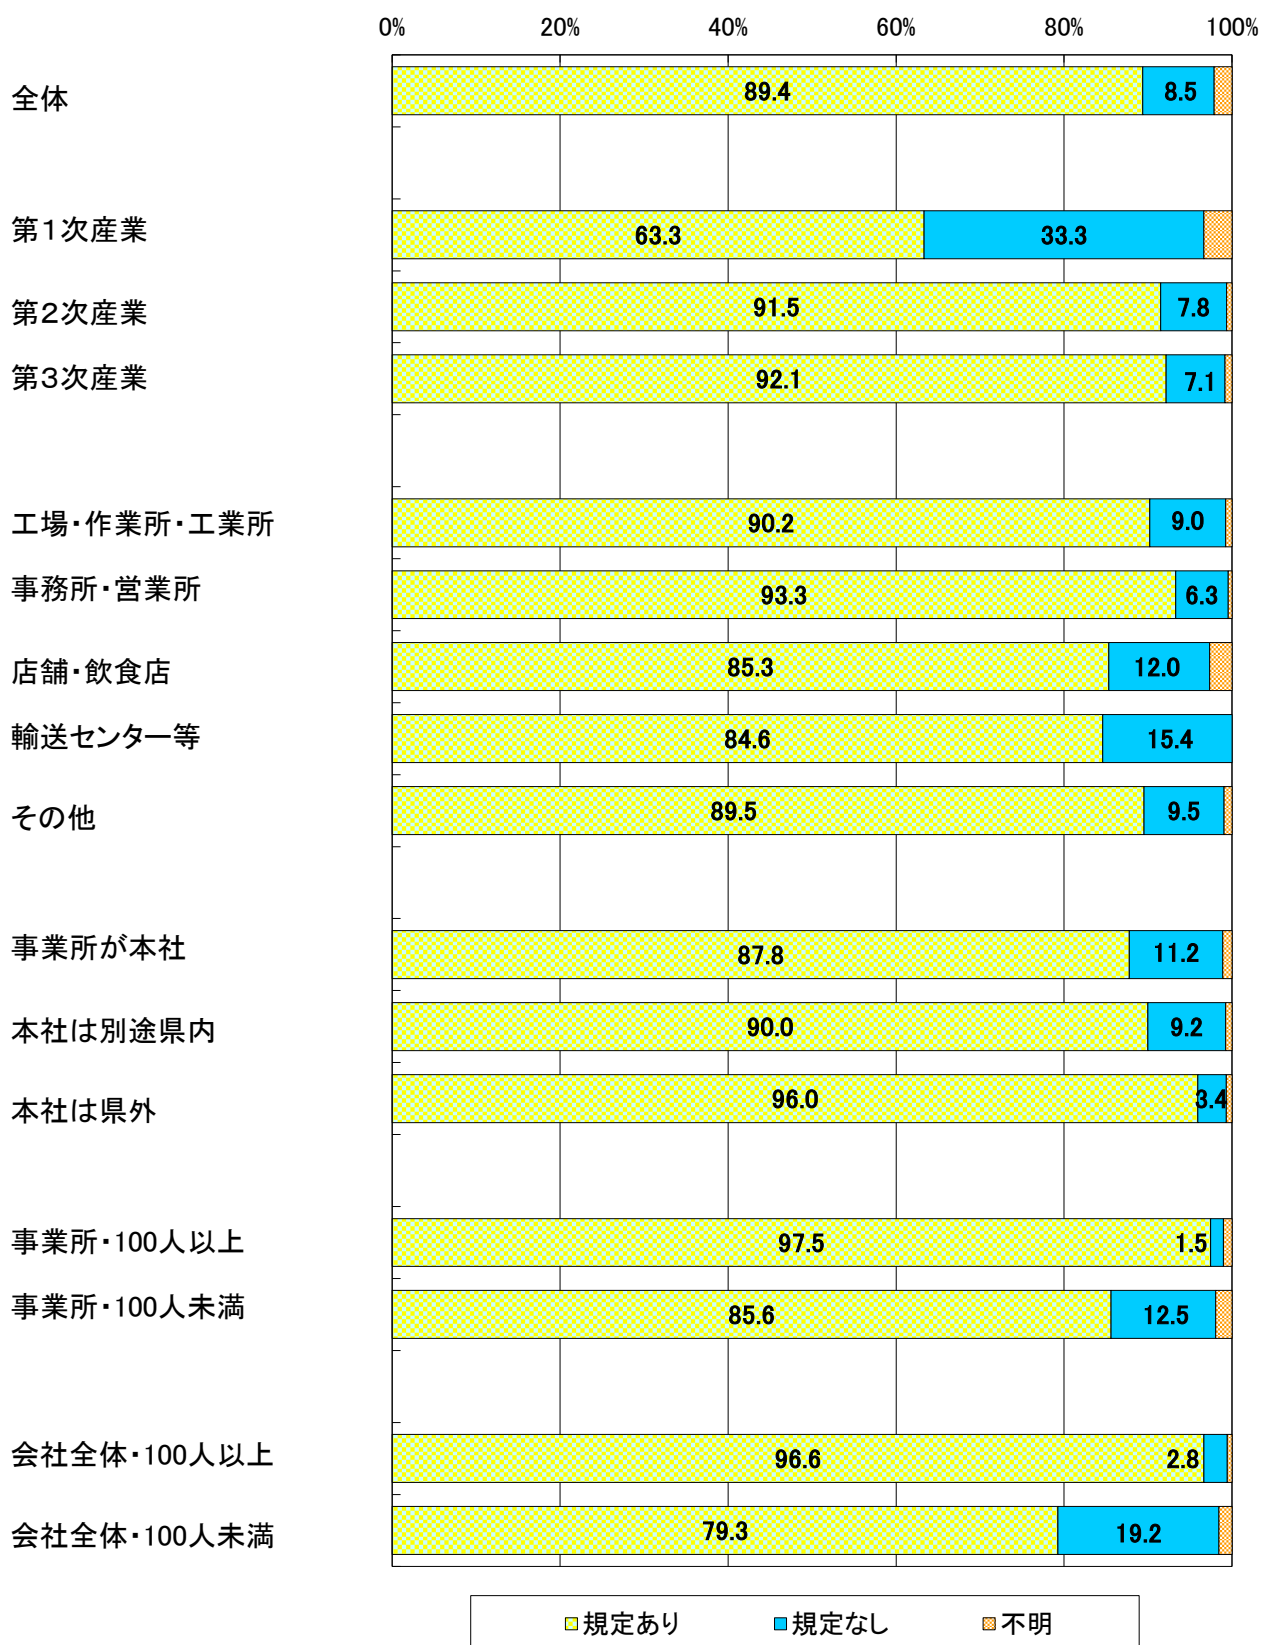 0% 20% 40% 60% 80% 100%
全体 89.4 8.5
第1次産業 63.3 33.3
第2次産業 91.5 7.8
第3次産業 92.1 7.1
工場・作業所・工業所 90.2 9.0
事務所・営業所 93.3 6.3
店舗・飲食店 85.3 12.0
輸送センター等 84.6 15.4
その他 89.5 9.5
事業所が本社 87.8 11.2
本社は別途県内 90.0 9.2
本社は県外 96.0 3.4
事業所・100人以上 97.5 1.5
事業所・100人未満 85.6 12.5
会社全体・100人以上 96.6 2.8
会社全体・100人未満 79.3 19.2
規定あり 規定なし 不明